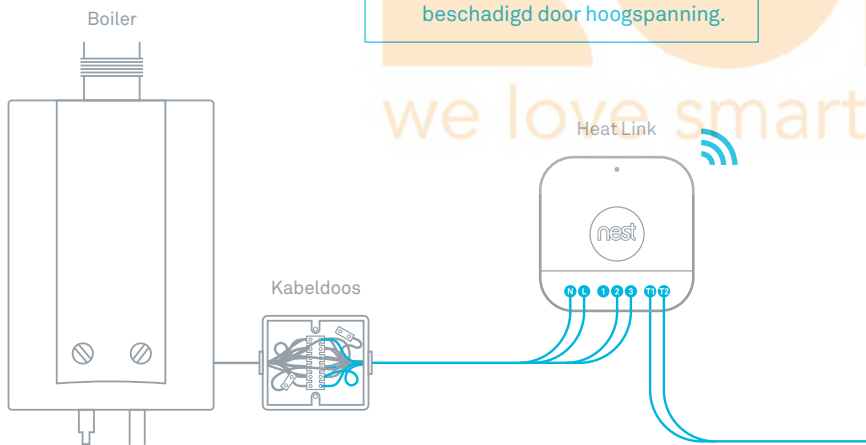 beschadigd door hoogspanning.
Boiler
we love smart
Heat Link
nest
Kabeldoos
N L 1 2 3 T1 T2